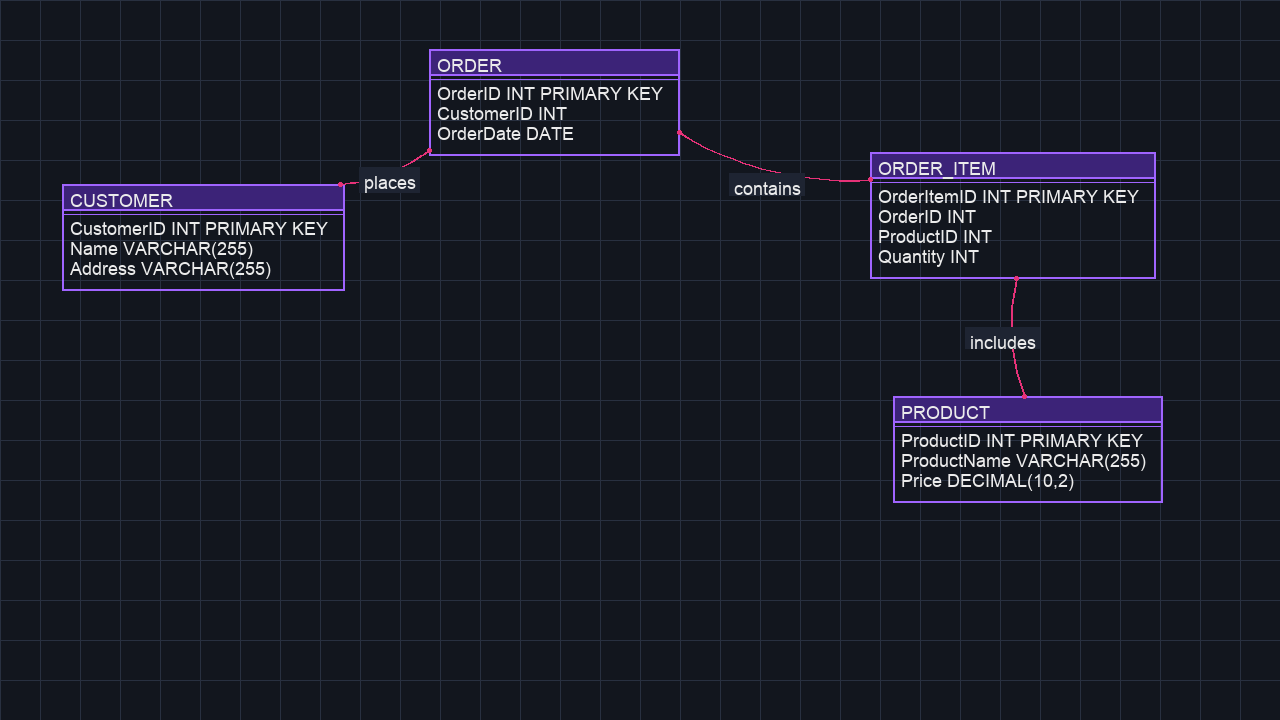 ORDER
OrderID INT PRIMARY KEY
CustomerID INT
OrderDate DATE
places
CUSTOMER
CustomerID INT PRIMARY KEY
Name VARCHAR(255)
Address VARCHAR(255)
contains
ORDER_ITEM
OrderItemID INT PRIMARY KEY
OrderID INT
ProductID INT
Quantity INT
includes
PRODUCT
ProductID INT PRIMARY KEY
ProductName VARCHAR(255)
Price DECIMAL(10,2)